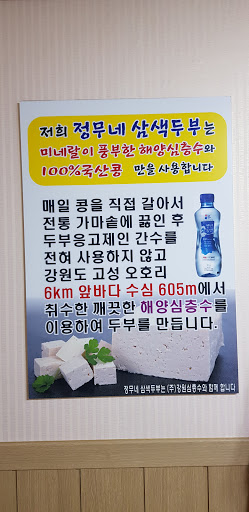 저희 정무네 삼색두부는
미네랄이 풍부한 해양심층수와
100%국산콩 만을 사용합니다
매일 콩을 직접 갈아서
전통 가마솥에 끓인 후
두부응고제인 간수를
전혀 사용하지 않고
강원도 고성 오호리
6km 앞바다 수심 605m에서
취수한 깨끗한 해양심층수를
이용하여 두부를 만듭니다.
정무네 삼색두부는 (주)강원심층수와 함께 합니다